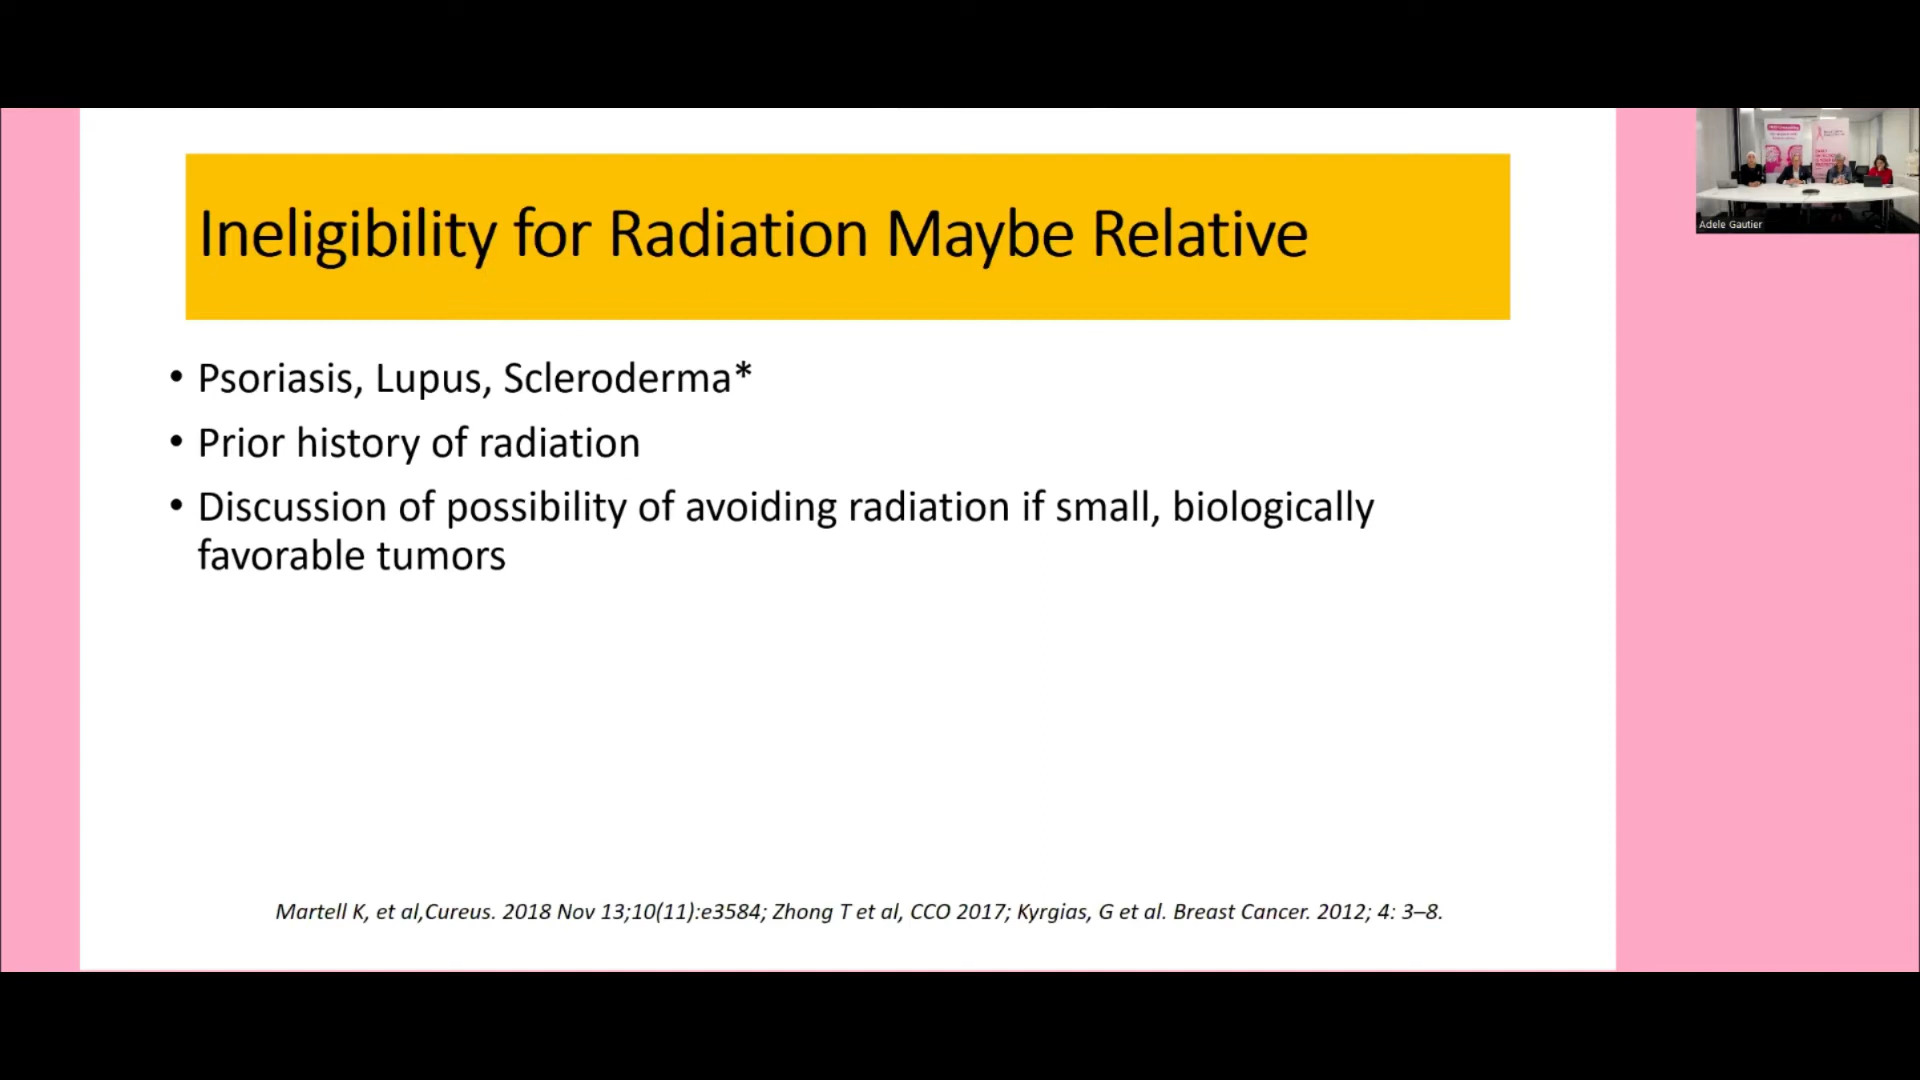 Ineligibility for Radiation Maybe Relative
• Psoriasis, Lupus, Scleroderma*
• Prior history of radiation
• Discussion of possibility of avoiding radiation if small, biologically
favorable tumors
Martell K, et al,Cureus. 2018 Nov 13;10(11):e3584; Zhong T et al, CCO 2017; Kyrgias, G et al. Breast Cancer. 2012; 4: 3–8.
Adele Gautier